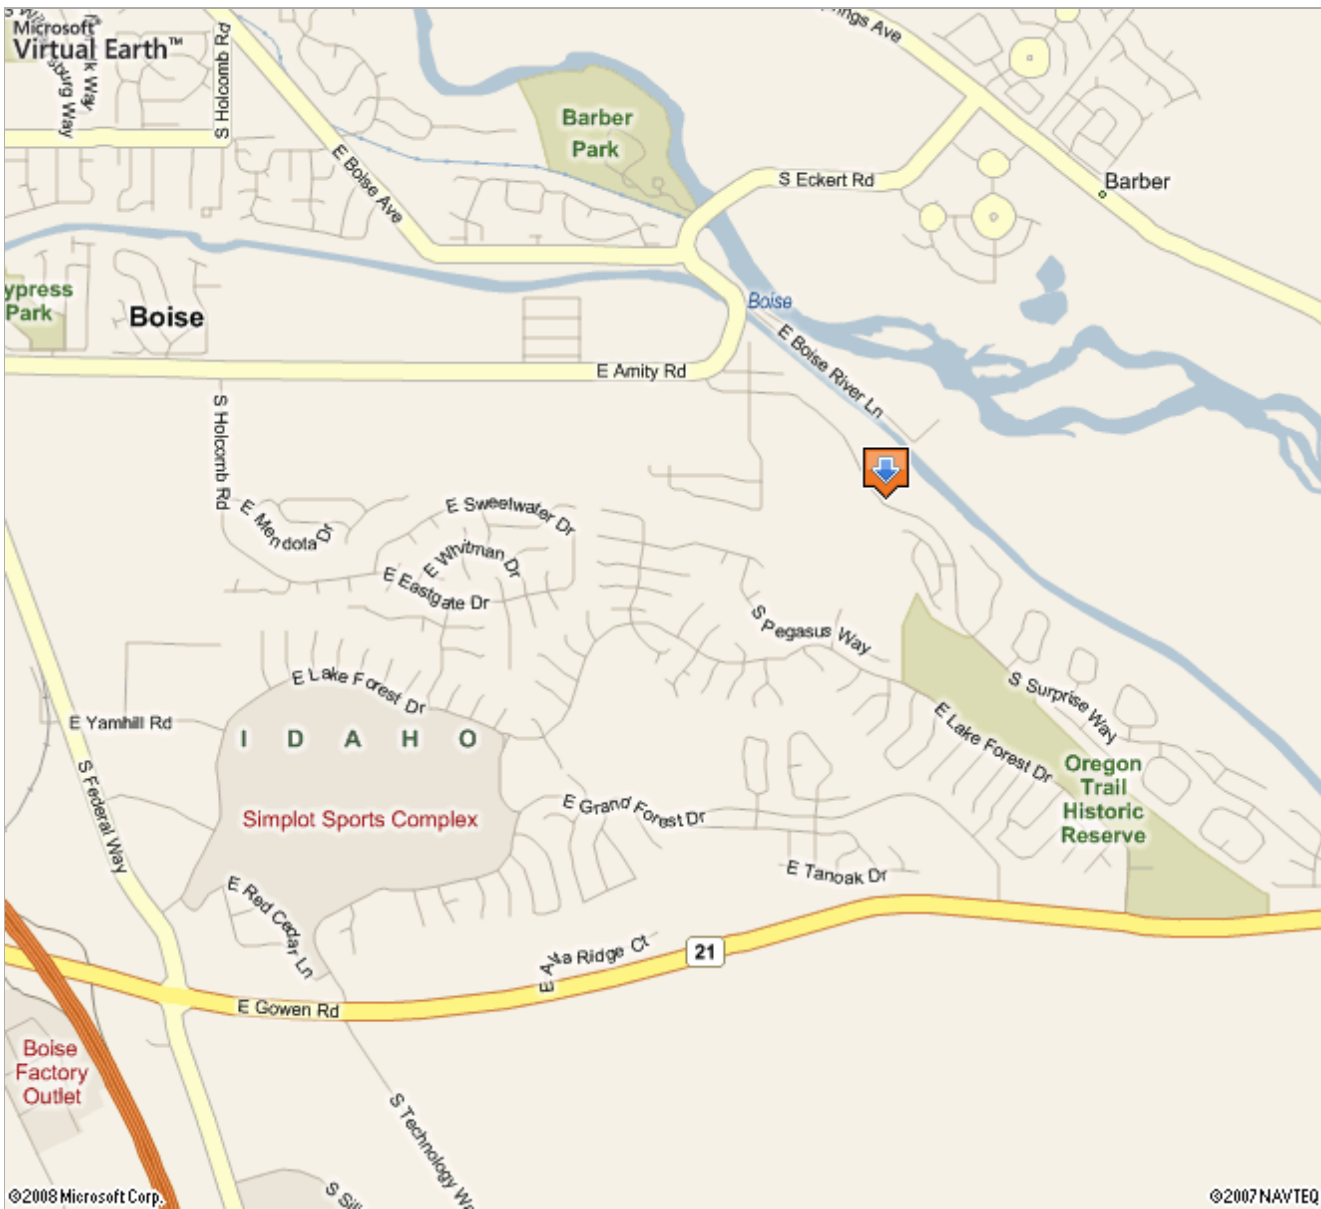 Microsoft
Virtual Earth™
S Holcomb Rd
E Boise Ave
Barber
Park
S Eckert Rd
Barber
ypress
Park
Boise
Boise
E Boise River Ln
E Amity Rd
S Holcomb Rd
E Mendota Dr
E Sweetwater Dr
E Whitman Dr
E Eastgate Dr
S Pegasus Way
E Lake Forest Dr
S Surprise Way
E Yamhill Rd
IDAHO
E Lake Forest Dr
Oregon
Trail
Historic
Reserve
S Federal Way
Simplot Sports Complex
E Grand Forest Dr
E Tanoak Dr
E Red Cedar Ln
Ridge Ct
21
E Gowen Rd
Boise
Factory
Outlet
S Technology Wa
S Sil
©2008 Microsoft Corp.
©2007 NAVTEQ